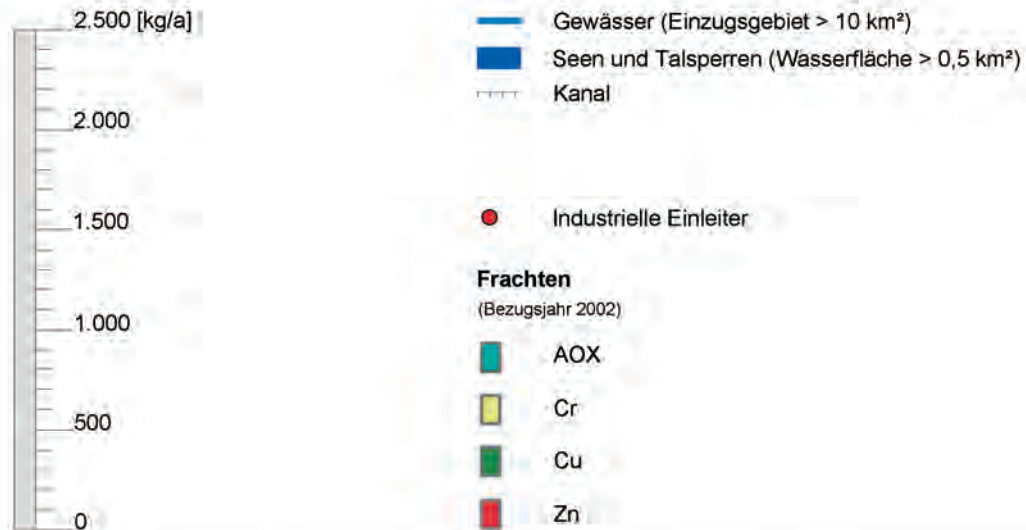 2.500 [kg/a]
2.000
1.500
1.000
500
0
Gewässer (Einzugsgebiet > 10 km²)
Seen und Talsperren (Wasserfläche > 0,5 km²)
Kanal
Industrielle Einleiter
Frachten
(Bezugsjahr 2002)
AOX
Cr
Cu
Zn